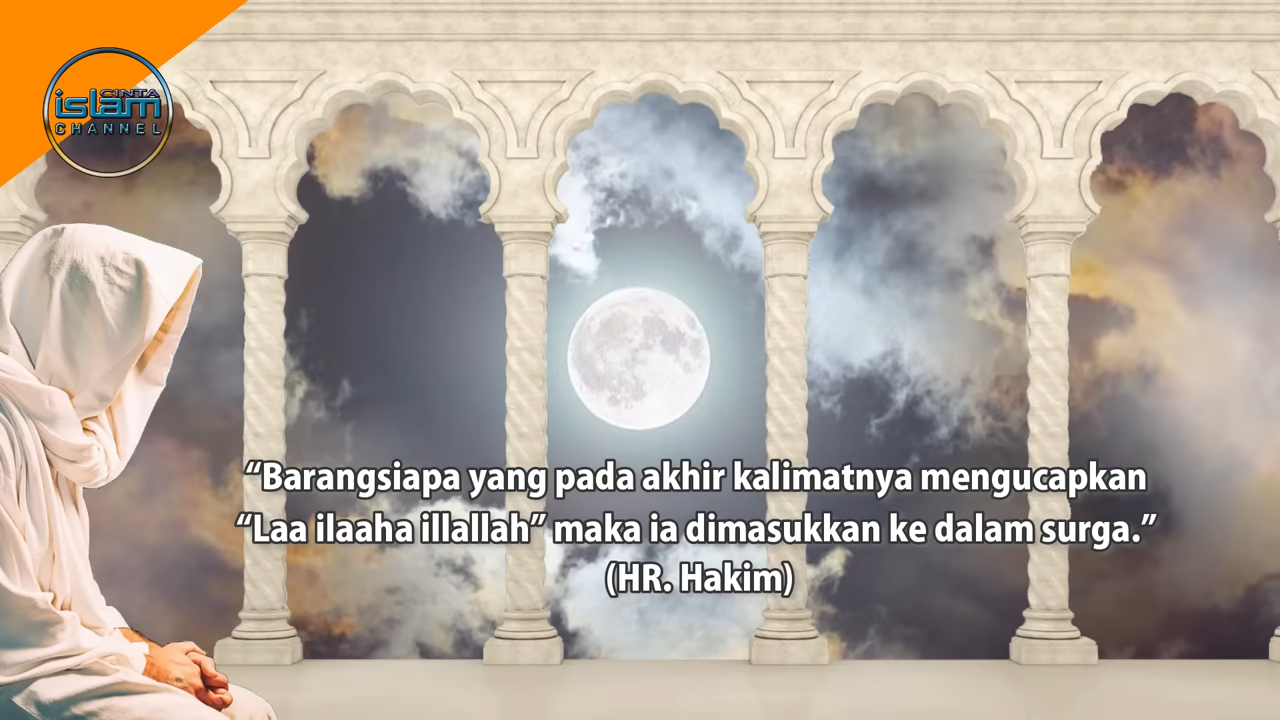 CINTA
islam
CHANNEL
“Barangsiapa yang pada akhir kalimatnya mengucapkan
“Laa ilaaha illallah” maka ia dimasukkan ke dalam surga.”
(HR. Hakim)